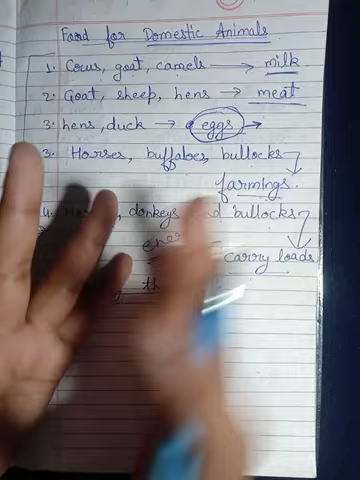 Food for Domestic Animals
1. Cows, goat, camels → milk
2. Goat, sheep, hens → meat
3. hens, duck → eggs →
3. Horses, buffaloes, bullocks
farmings.
4. donkeys bullocks
carry loads
th